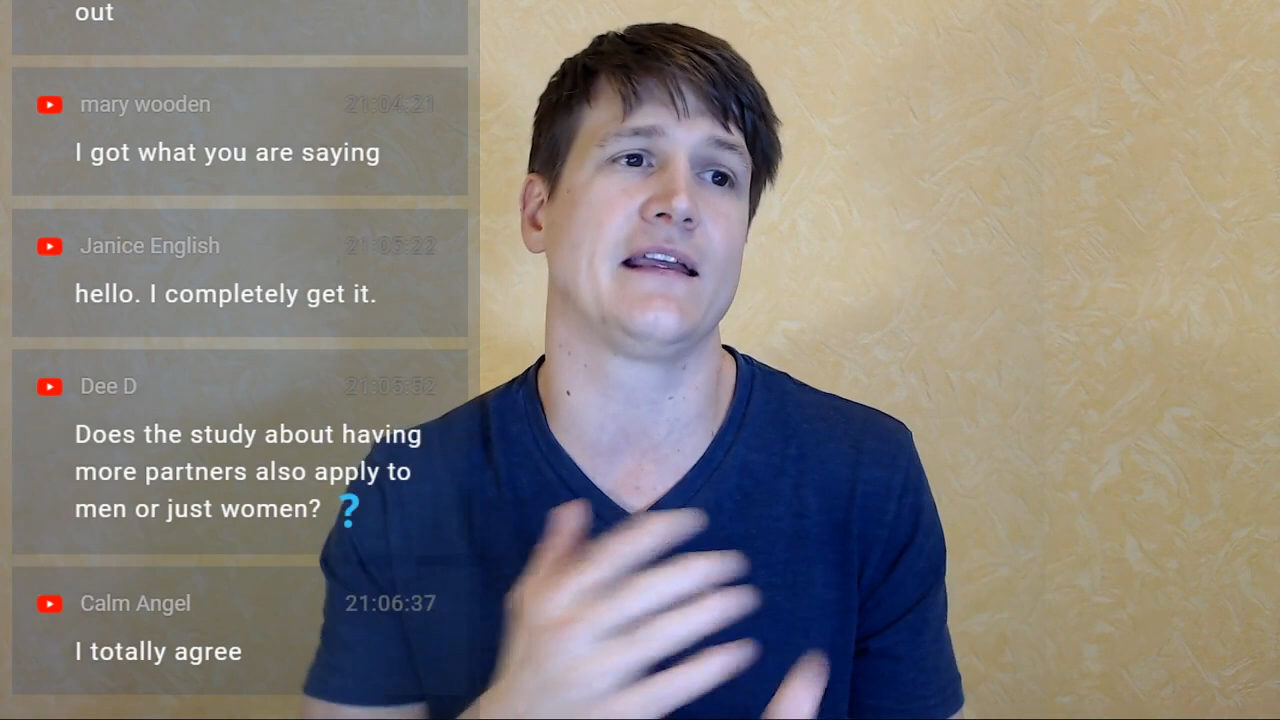 out
mary wooden 21:04:21
I got what you are saying
Janice English 21:05:22
hello. I completely get it.
Dee D 21:05:52
Does the study about having
more partners also apply to
men or just women? ❓
Calm Angel 21:06:37
I totally agree